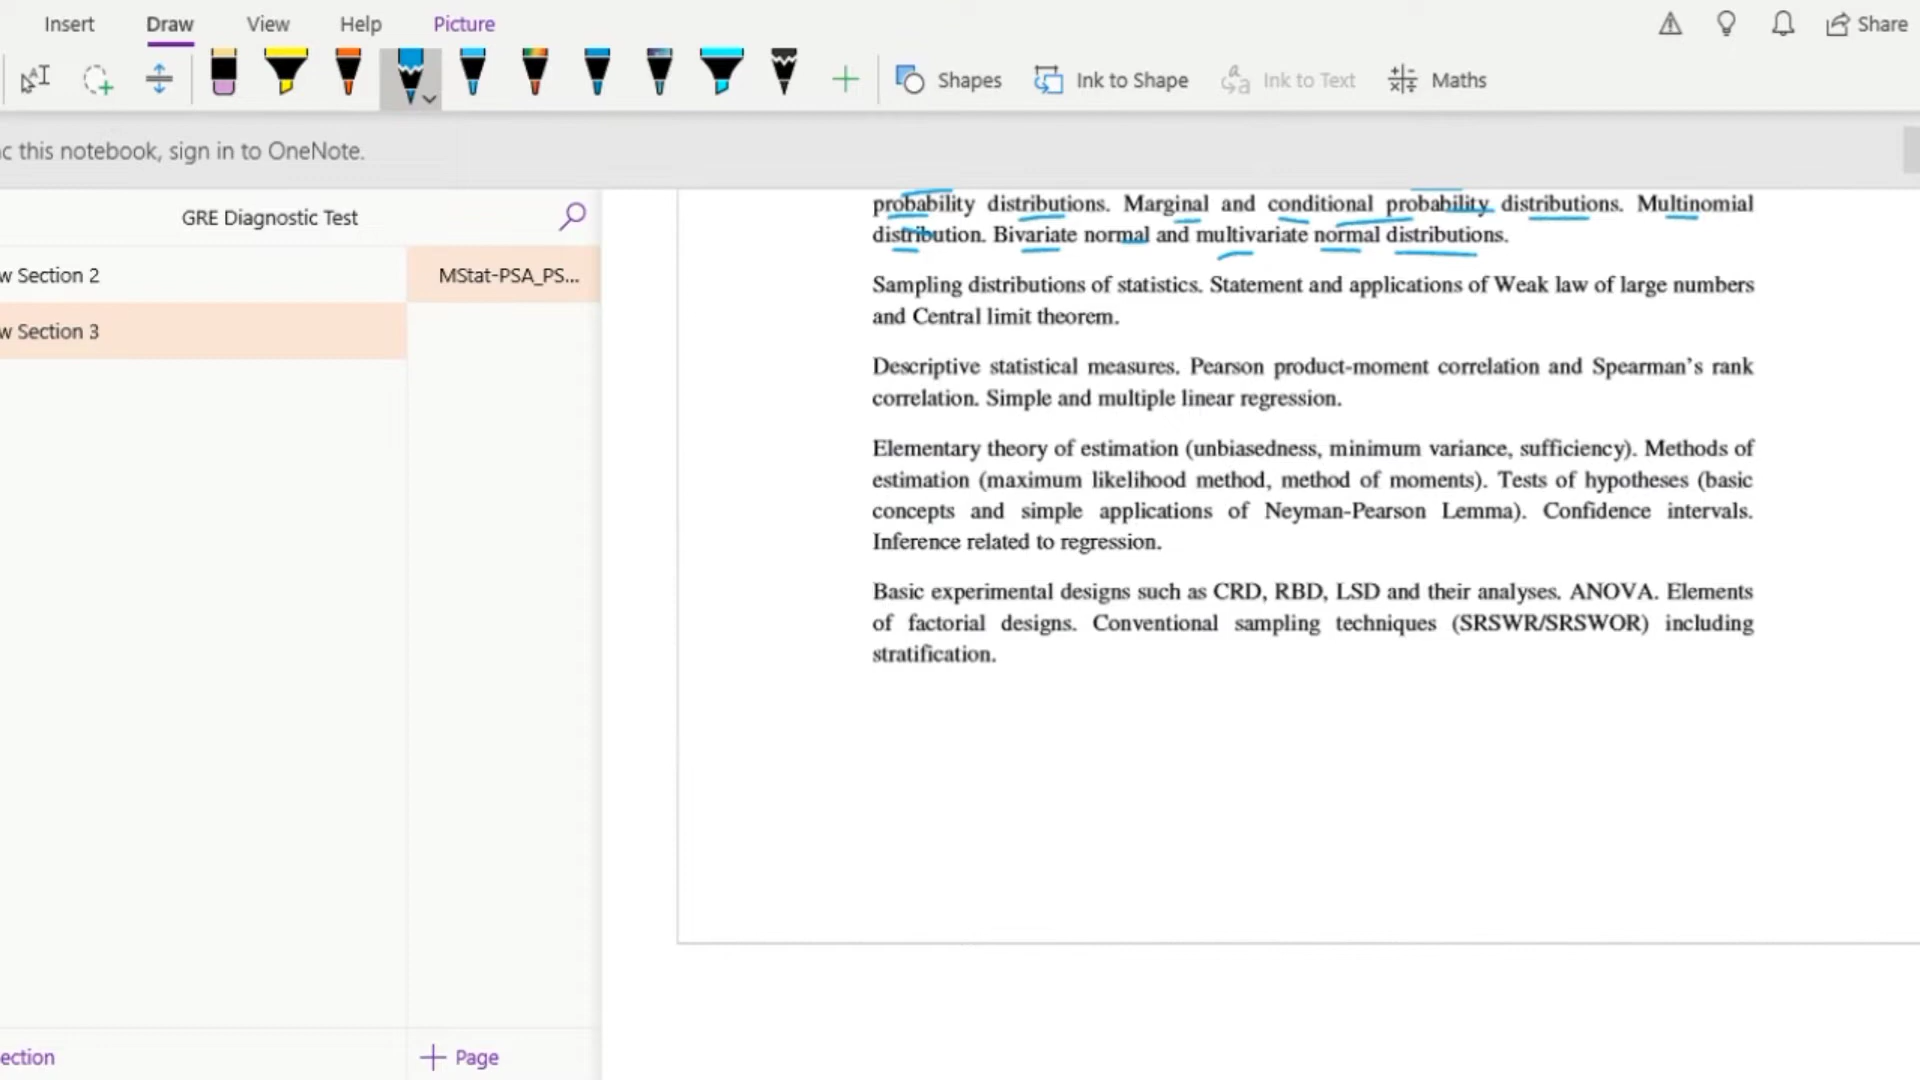 Insert Draw View Help Picture Share
Shapes Ink to Shape Ink to Text Maths
this notebook, sign in to OneNote.
GRE Diagnostic Test
Section 2
MStat-PSA_PS...
Section 3
probability distributions. Marginal and conditional probability distributions. Multinomial
distribution. Bivariate normal and multivariate normal distributions.
Sampling distributions of statistics. Statement and applications of Weak law of large numbers
and Central limit theorem.
Descriptive statistical measures. Pearson product-moment correlation and Spearman's rank
correlation. Simple and multiple linear regression.
Elementary theory of estimation (unbiasedness, minimum variance, sufficiency). Methods of
estimation (maximum likelihood method, method of moments). Tests of hypotheses (basic
concepts and simple applications of Neyman-Pearson Lemma). Confidence intervals.
Inference related to regression.
Basic experimental designs such as CRD, RBD, LSD and their analyses. ANOVA. Elements
of factorial designs. Conventional sampling techniques (SRSWR/SRSWOR) including
stratification.
ection
+ Page